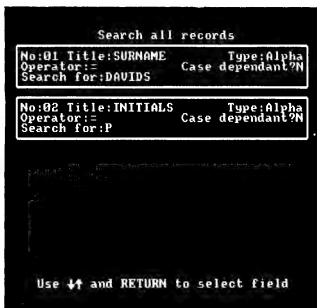 Search all records
No:01 Title:SURNAME Type:Alpha
Operator:= Case dependant?N
Search for:DAVIDS
No:02 Title:INITIALS Type:Alpha
Operator:= Case dependant?N
Search for:P
Use ↓↑ and RETURN to select field